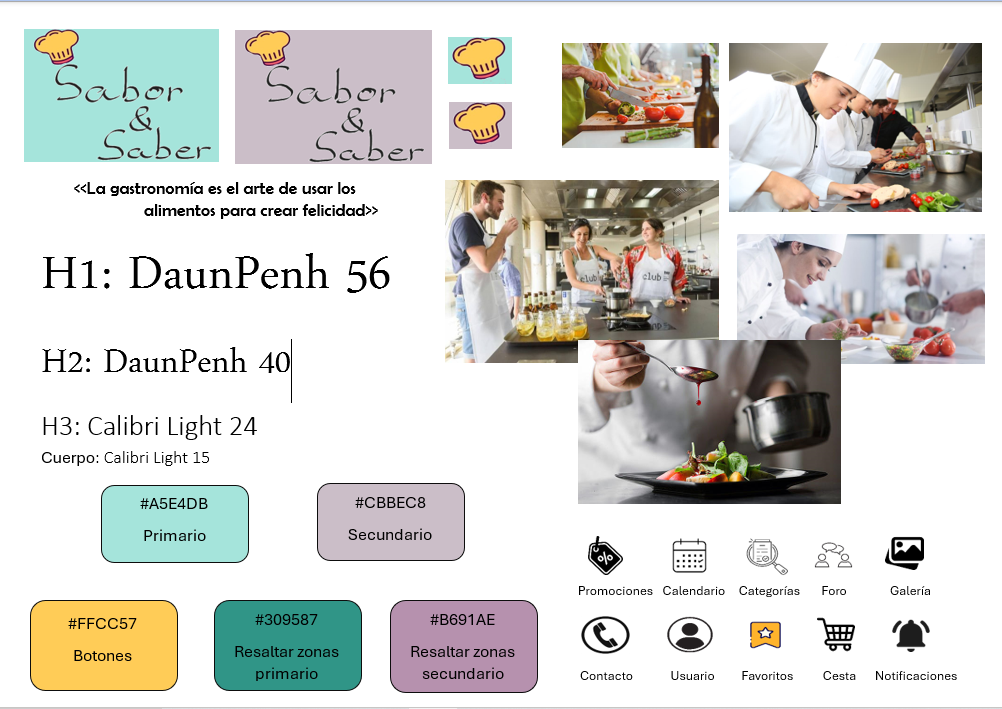 Sabor
&
Saber
Sabor
&
Saber
<<La gastronomía es el arte de usar los
alimentos para crear felicidad>>
H1: DaunPenh 56
H2: DaunPenh 40
H3: Calibri Light 24
Cuerpo: Calibri Light 15
#A5E4DB
Primario
#CBBEC8
Secundario
#FFCC57
Botones
#309587
Resaltar zonas
primario
#B691AE
Resaltar zonas
secundario
club
club
%
Promociones
Calendario
Categorías
Foro
Galería
Contacto
Usuario
Favoritos
Cesta
Notificaciones